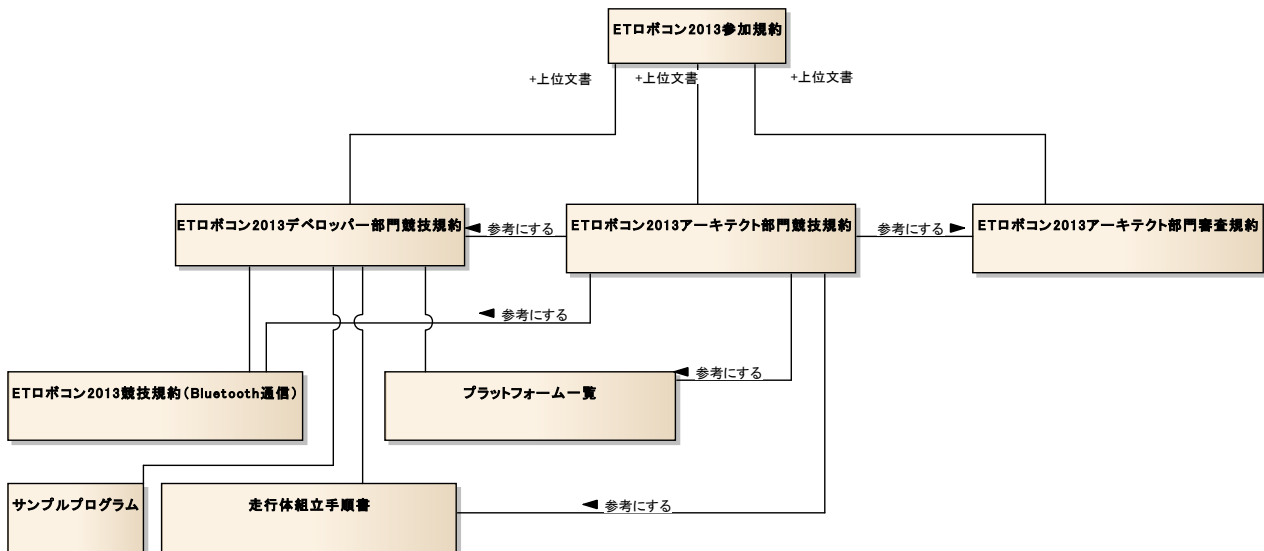 ETロボコン2013参加規約
+上位文書
+上位文書
+上位文書
ETロボコン2013デベロッパー部門競技規約
参考にする
ETロボコン2013アーキテクト部門競技規約
参考にする
ETロボコン2013アーキテクト部門審査規約
参考にする
ETロボコン2013競技規約(Bluetooth通信)
プラットフォーム一覧
参考にする
サンプルプログラム
走行体組立手順書
参考にする